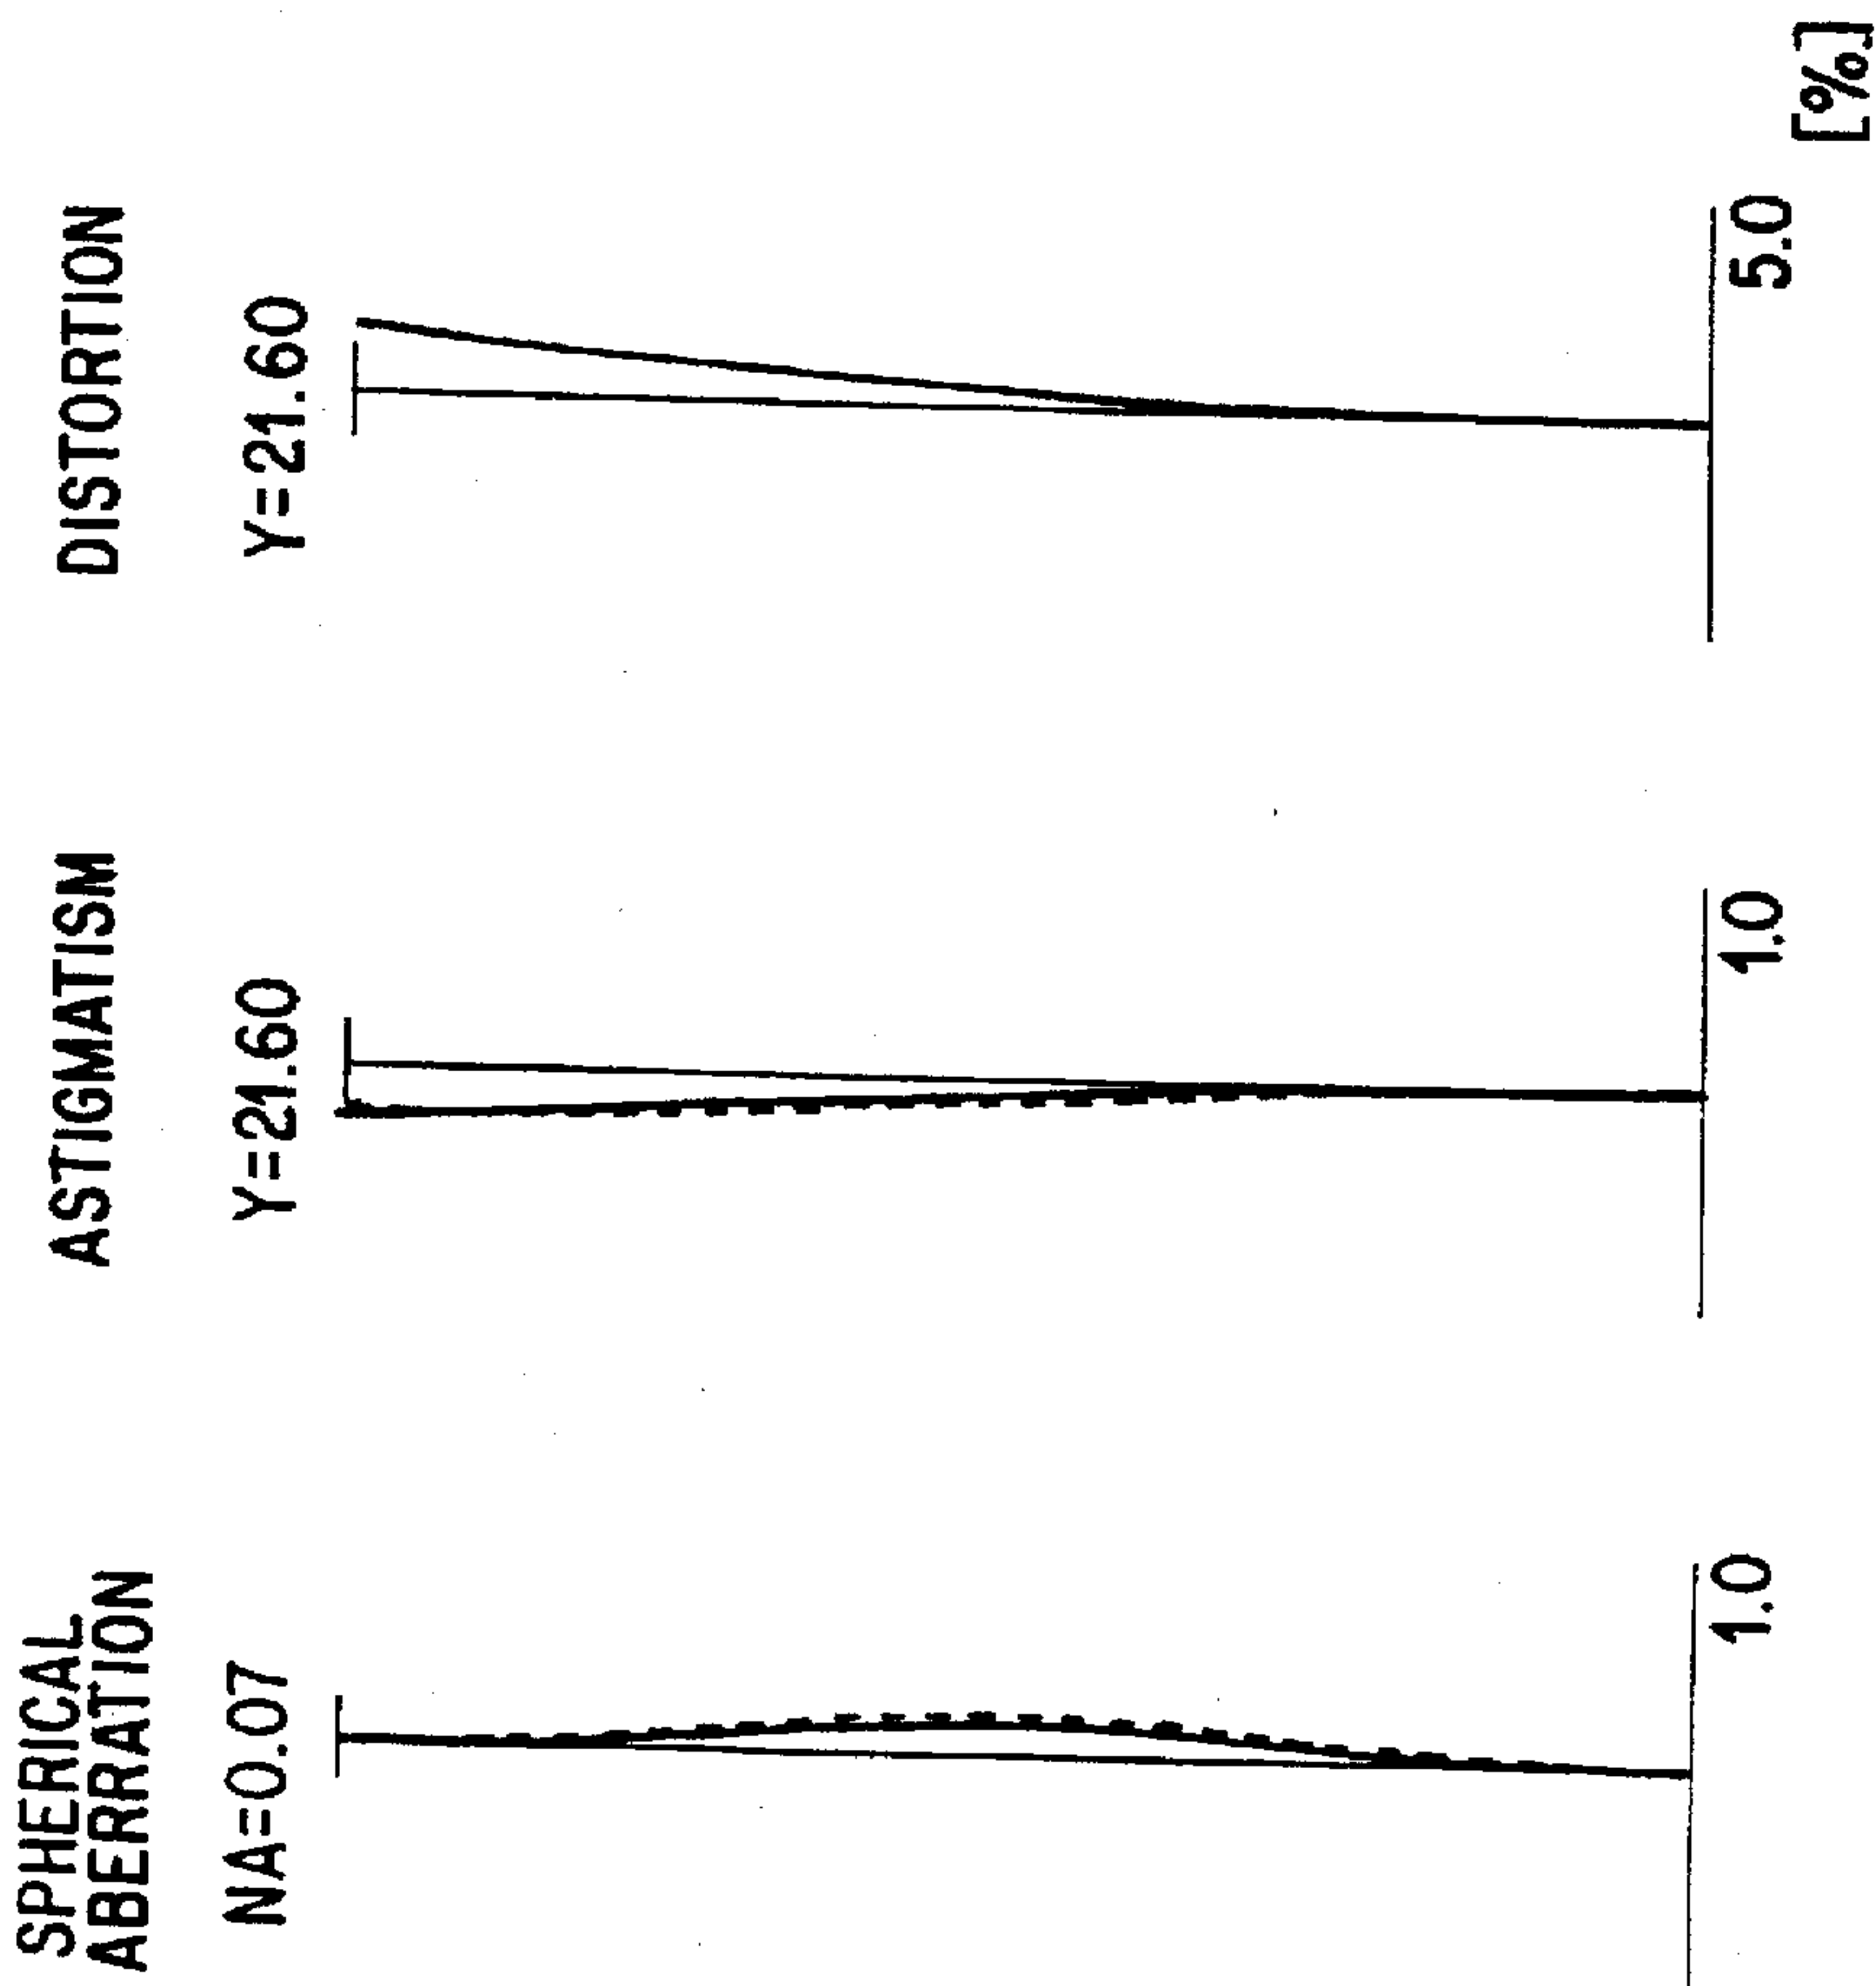 SPHERICAL
ABERRATION
NA=0.07
1.0
ASTIGMATISM
Y=21.60
1.0
DISTORTION
Y=21.60
5.0
[%]